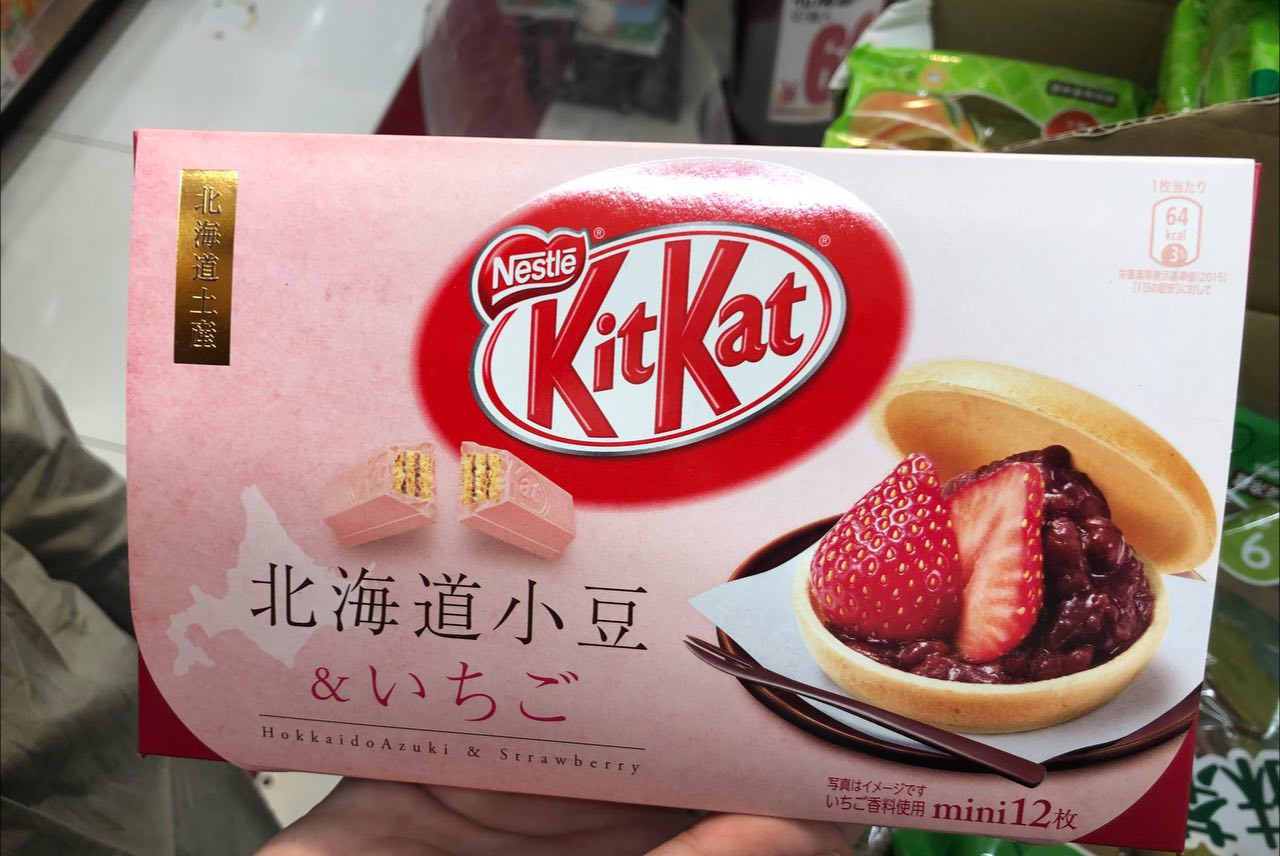 北海道土産
Nestlé®
KitKat®
1枚当たり
64
kcal
3%
栄養素等表示基準値(2015)
[1日の目安]に対して
北海道小豆
&いちご
HokkaidoAzuki & Strawberry
写真はイメージです
いちご香料使用 mini12枚
6